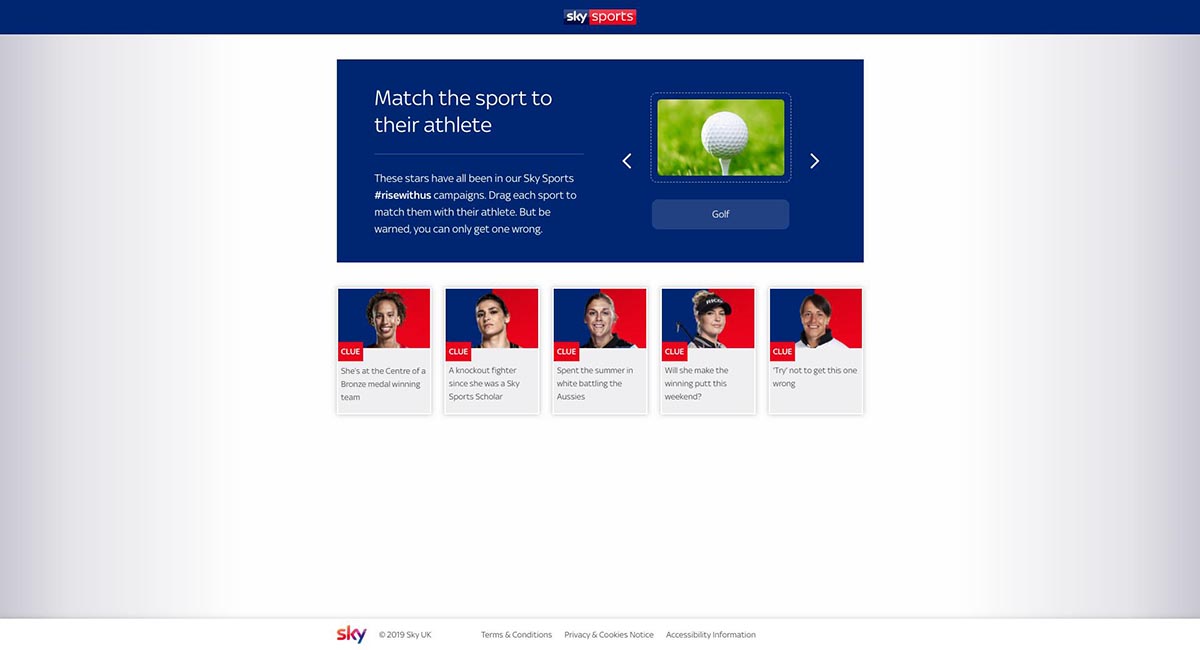 sky sports
Match the sport to
their athlete
These stars have all been in our Sky Sports
#risewithus campaigns. Drag each sport to
match them with their athlete. But be
warned, you can only get one wrong.
Golf
CLUE
She's at the Centre of a
Bronze medal winning
team
CLUE
A knockout fighter
since she was a Sky
Sports Scholar
CLUE
Spent the summer in
white battling the
Aussies
RICOH
CLUE
Will she make the
winning putt this
weekend?
CLUE
'Try' not to get this one
wrong
sky © 2019 Sky UK Terms & Conditions Privacy & Cookies Notice Accessibility Information